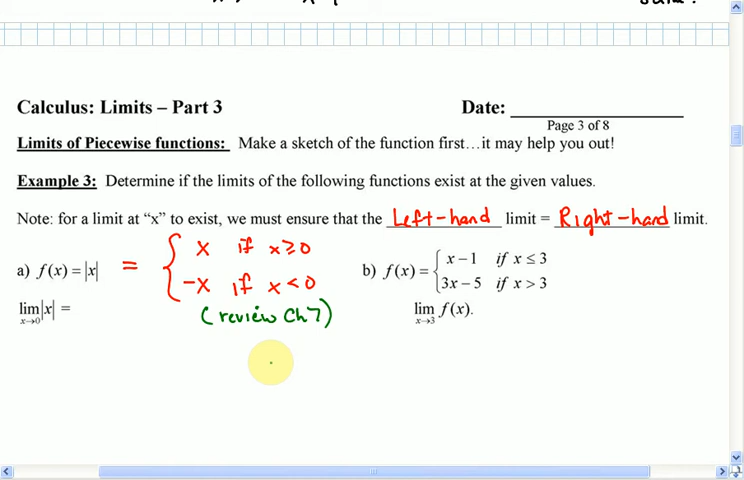 Calculus: Limits – Part 3 Date: ____________
Page 3 of 8
Limits of Piecewise functions: Make a sketch of the function first…it may help you out!
Example 3: Determine if the limits of the following functions exist at the given values.
Note: for a limit at “x” to exist, we must ensure that the Left-hand limit = Right-hand limit.
a) f(x) = |x| = { x if x ≥ 0
-x if x < 0
(review Ch 7)
lim x→0 |x| =
b) f(x) = { x − 1 if x ≤ 3
3x − 5 if x > 3
lim x→3 f(x).